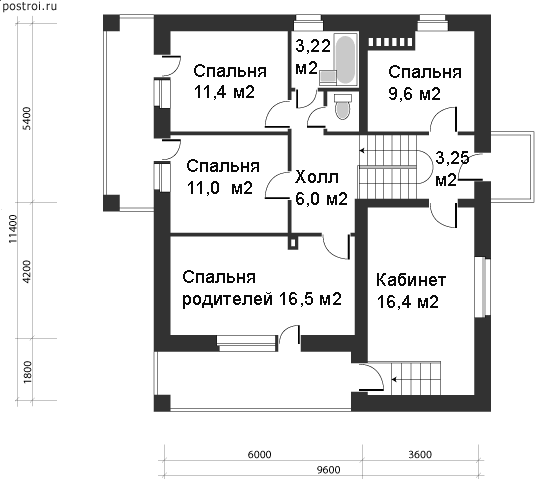 postroi.ru
3,22
м2
Спальня
11,4 м2
Спальня
9,6 м2
5400
Спальня
11,0 м2
Холл
6,0 м2
3,25
м2
11400
4200
Спальня
родителей 16,5 м2
Кабинет
16,4 м2
1800
6000
3600
9600